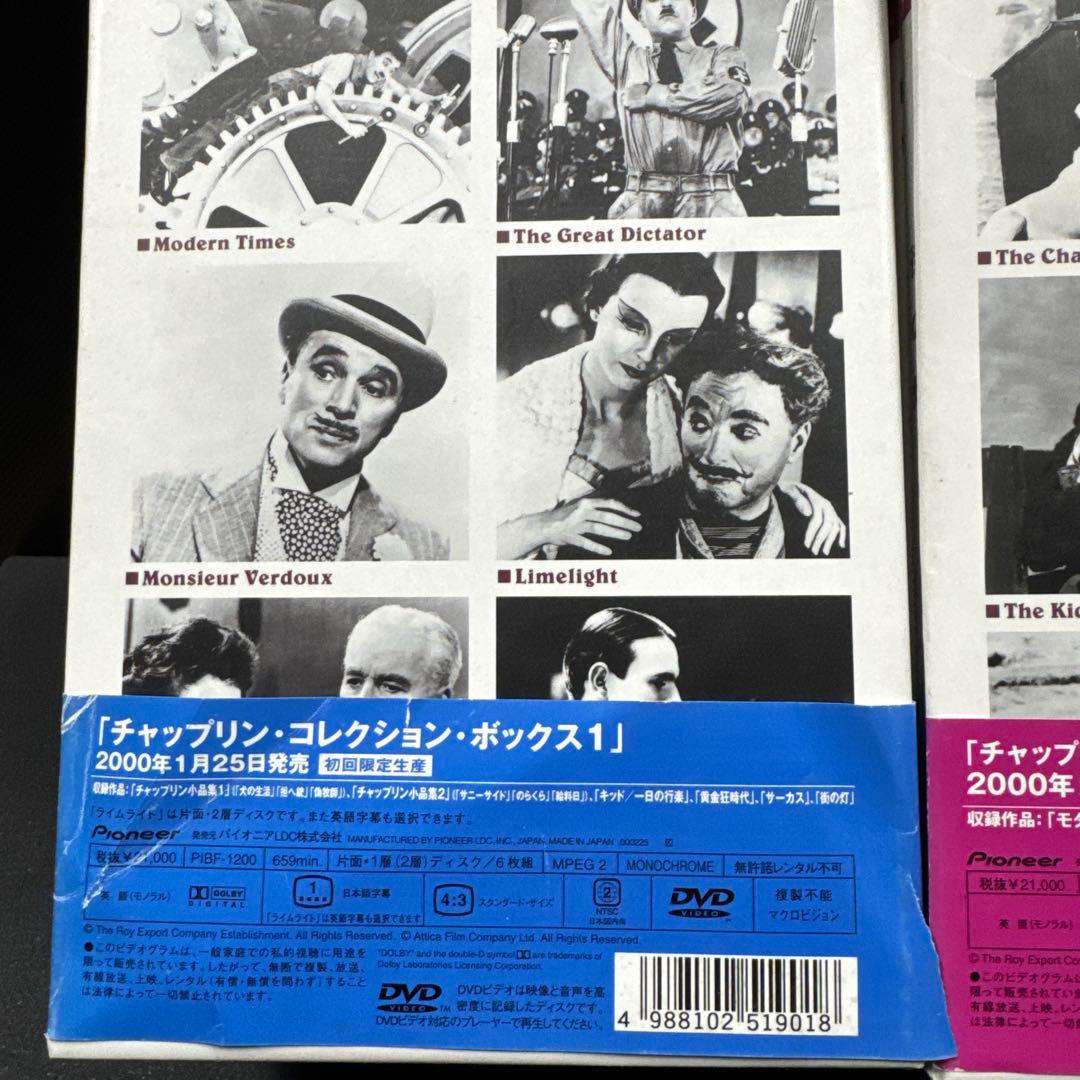 ■Modern Times
■The Great Dictator
■Monsieur Verdoux
■Limelight
「チャップリン・コレクション・ボックス1」
2000年1月25日発売 初回限定生産
収録作品:「チャップリン小品集1」(「犬の生活」「担へ銃」「偽牧師」)、「チャップリン小品集2」(「サニーサイド」「のらくら」「給料日」)、「キッド/一日の行楽」、「黄金狂時代」、「サーカス」、「街の灯」
「ライムライト」は片面・2層ディスクです。また英語字幕も選択できます。
Pioneer 発売元 パイオニアLDC株式会社 MANUFACTURED BY PIONEER LDC, INC., JAPAN. MADE IN JAPAN 000225
税抜¥21,000 PIBF-1200 659min. 片面・1層(2層)ディスク/6枚組 MPEG 2 MONOCHROME 無許諾レンタル不可
英語(モノラル) DOLBY DIGITAL 1 日本語字幕 4:3 スタンダード・サイズ 2 NTSC 日本国内向 DVD VIDEO 複製不能 マクロビジョン
「ライムライト」は英語字幕も選択できます
© The Roy Export Company Establishment. All Rights Reserved. © Attica Film Company Ltd. All Rights Reserved.
●このビデオグラムは、一般家庭での私的視聴に用途を
限って販売されています。したがって、無断で複製、放送、
有線放送、上映、レンタル(有償・無償を問わず)すること
は法律によって一切禁止されています。
"DOLBY" and the double-D symbol are trademarks of
Dolby Laboratories Licensing Corporation.
DVD VIDEO TM DVDビデオは映像と音声を高
密度に記録したディスクです。
DVDビデオ対応のプレーヤーで再生してください。
4 988102 519018
■The Cha
■The Kid
「チャップ
2000年
収録作品:「モダ
Pioneer
税抜¥21,000
英語(モノラル)
© The Roy Export Com
●このビデオグラムは
限って販売されてい
有線放送、上映、レン
は法律によって一切